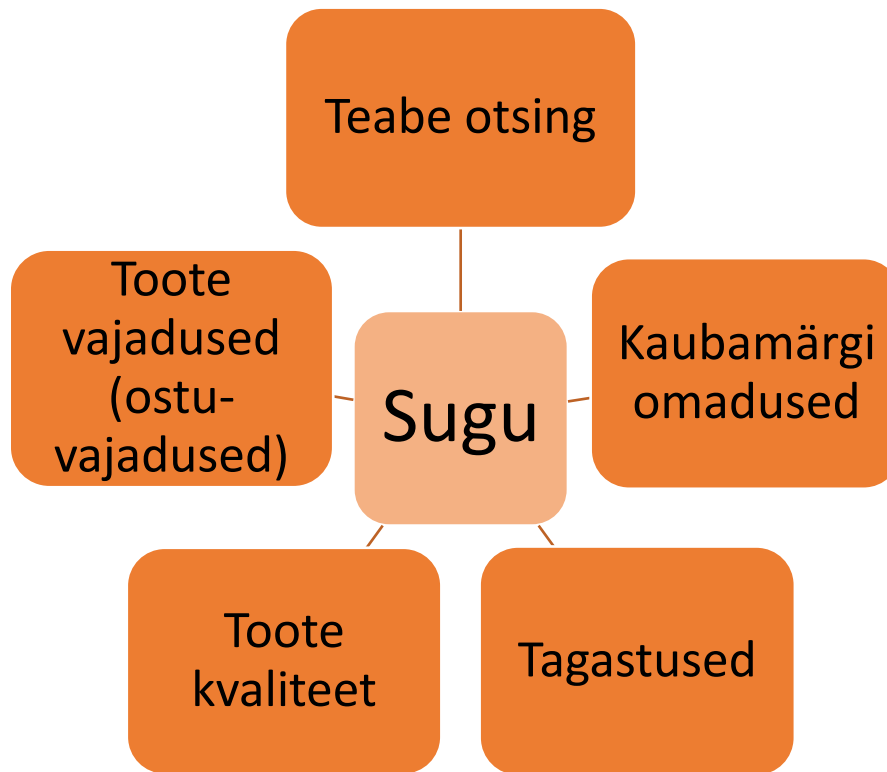 Teabe otsing
Toote
vajadused
(ostu-
vajadused)
Sugu
Kaubamärgi
omadused
Toote
kvaliteet
Tagastused